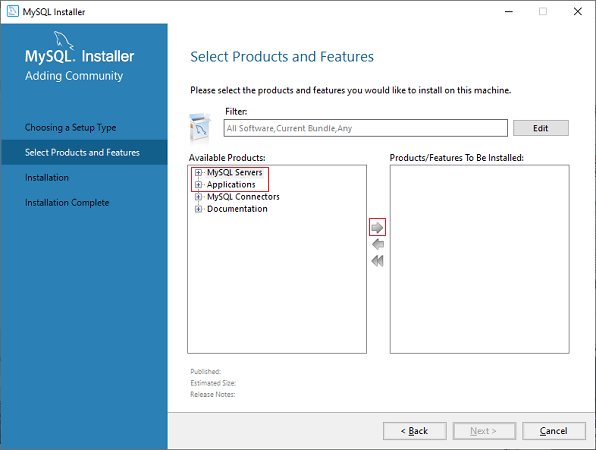 MySQL Installer
MySQL. Installer
Adding Community
Choosing a Setup Type
Select Products and Features
Installation
Installation Complete
Select Products and Features
Please select the products and features you would like to install on this machine.
Filter:
All Software,Current Bundle,Any
Edit
Available Products:
MySQL Servers
Applications
MySQL Connectors
Documentation
Products/Features To Be Installed:
Published:
Estimated Size:
Release Notes:
< Back
Next >
Cancel